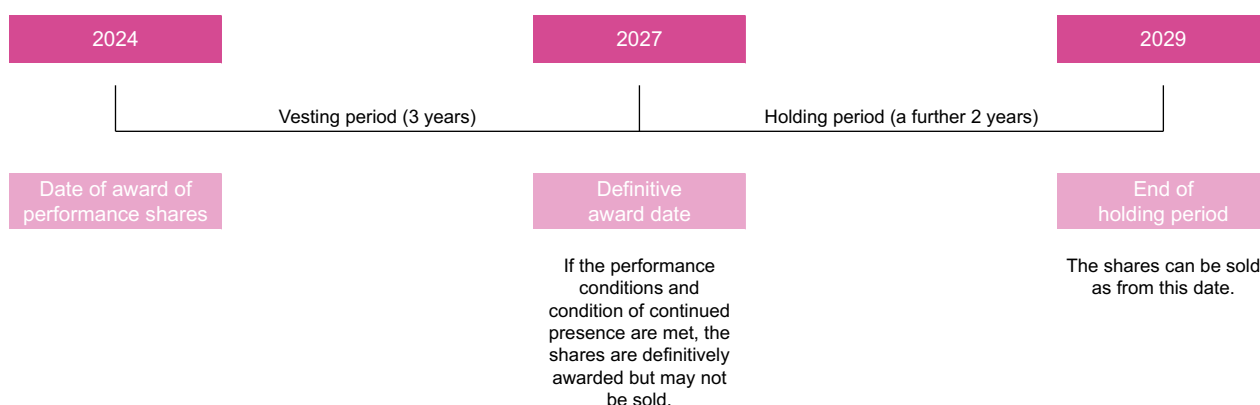 2024
2027
2029
Vesting period (3 years)
Holding period (a further 2 years)
Date of award of
performance shares
Definitive
award date
End of
holding period
If the performance
conditions and
condition of continued
presence are met, the
shares are definitively
awarded but may not
be sold.
The shares can be sold
as from this date.